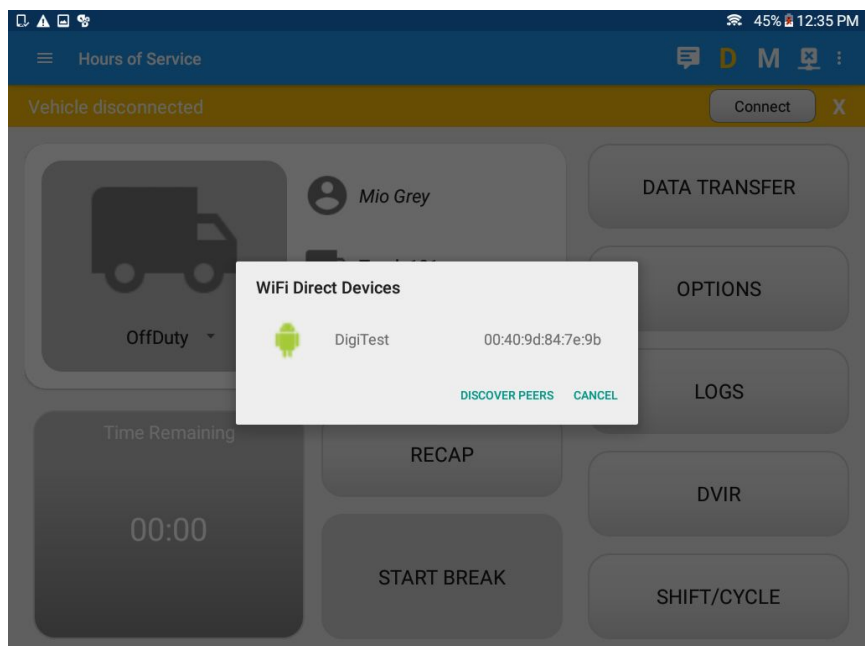 45% 12:35 PM
Hours of Service
D M
Vehicle disconnected
Connect X
Mio Grey
OffDuty
WiFi Direct Devices
DigiTest 00:40:9d:84:7e:9b
DISCOVER PEERS CANCEL
Time Remaining
00:00
RECAP
START BREAK
DATA TRANSFER
OPTIONS
LOGS
DVIR
SHIFT/CYCLE